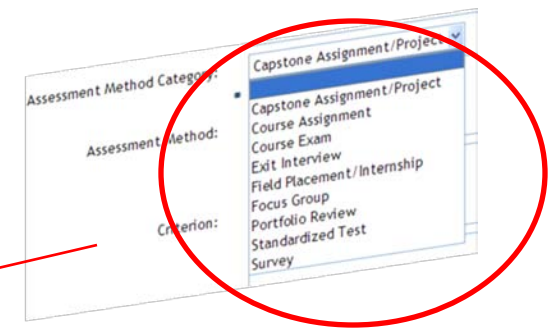 Assessment Method Category:
Capstone Assignment/Project
Capstone Assignment/Project
Course Assignment
Assessment Method:
Course Exam
Exit Interview
Field Placement/Internship
Focus Group
Criterion:
Portfolio Review
Standardized Test
Survey